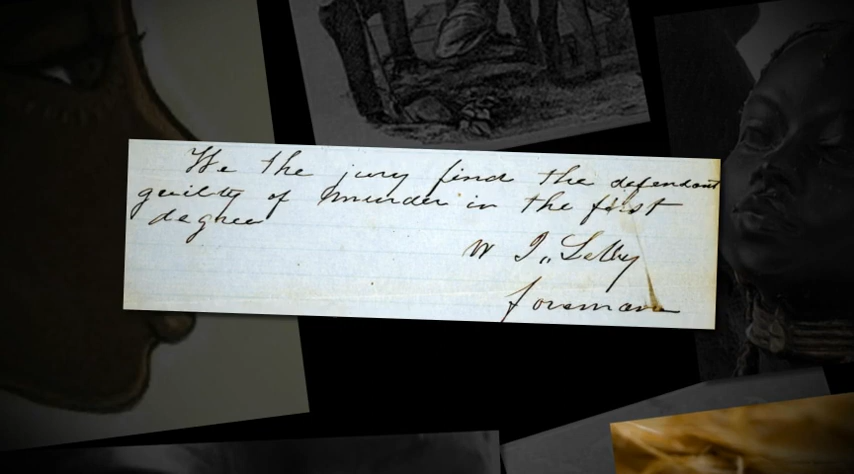 We the jury find the defendant
guilty of murder in the first
degree
W
foreman